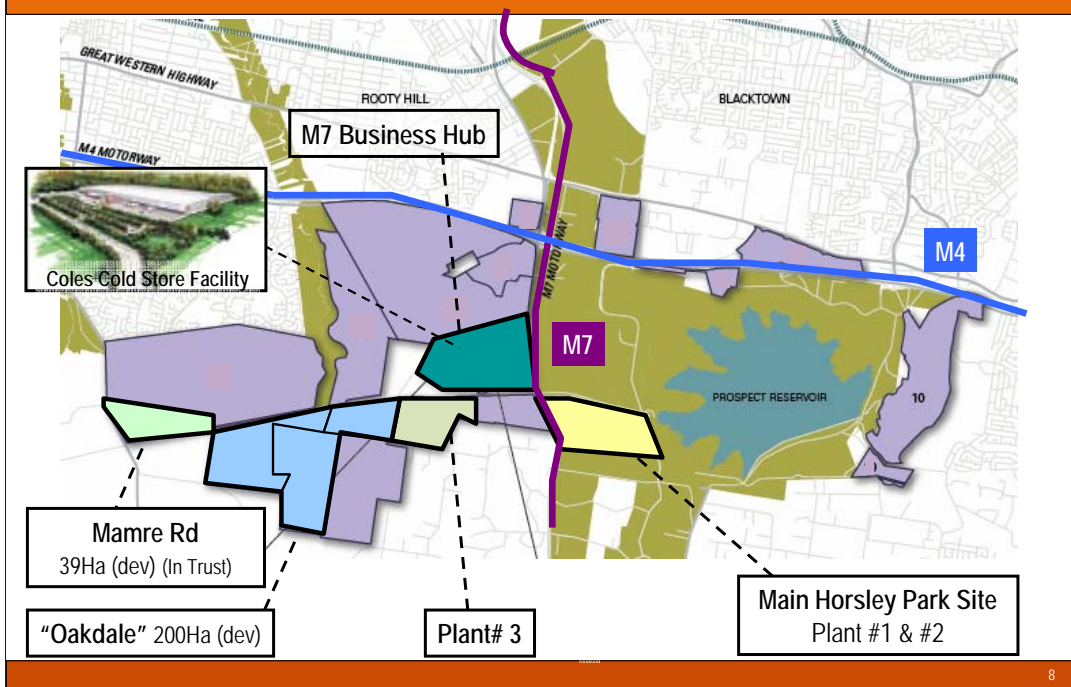 GREAT WESTERN HIGHWAY
ROOTY HILL
BLACKTOWN
M7 Business Hub
M4 MOTORWAY
Coles Cold Store Facility
M7 MOTORWAY
M4
M7
PROSPECT RESERVOIR
10
Mamre Rd
39Ha (dev) (In Trust)
"Oakdale" 200Ha (dev)
Plant# 3
Main Horsley Park Site
Plant #1 & #2
8